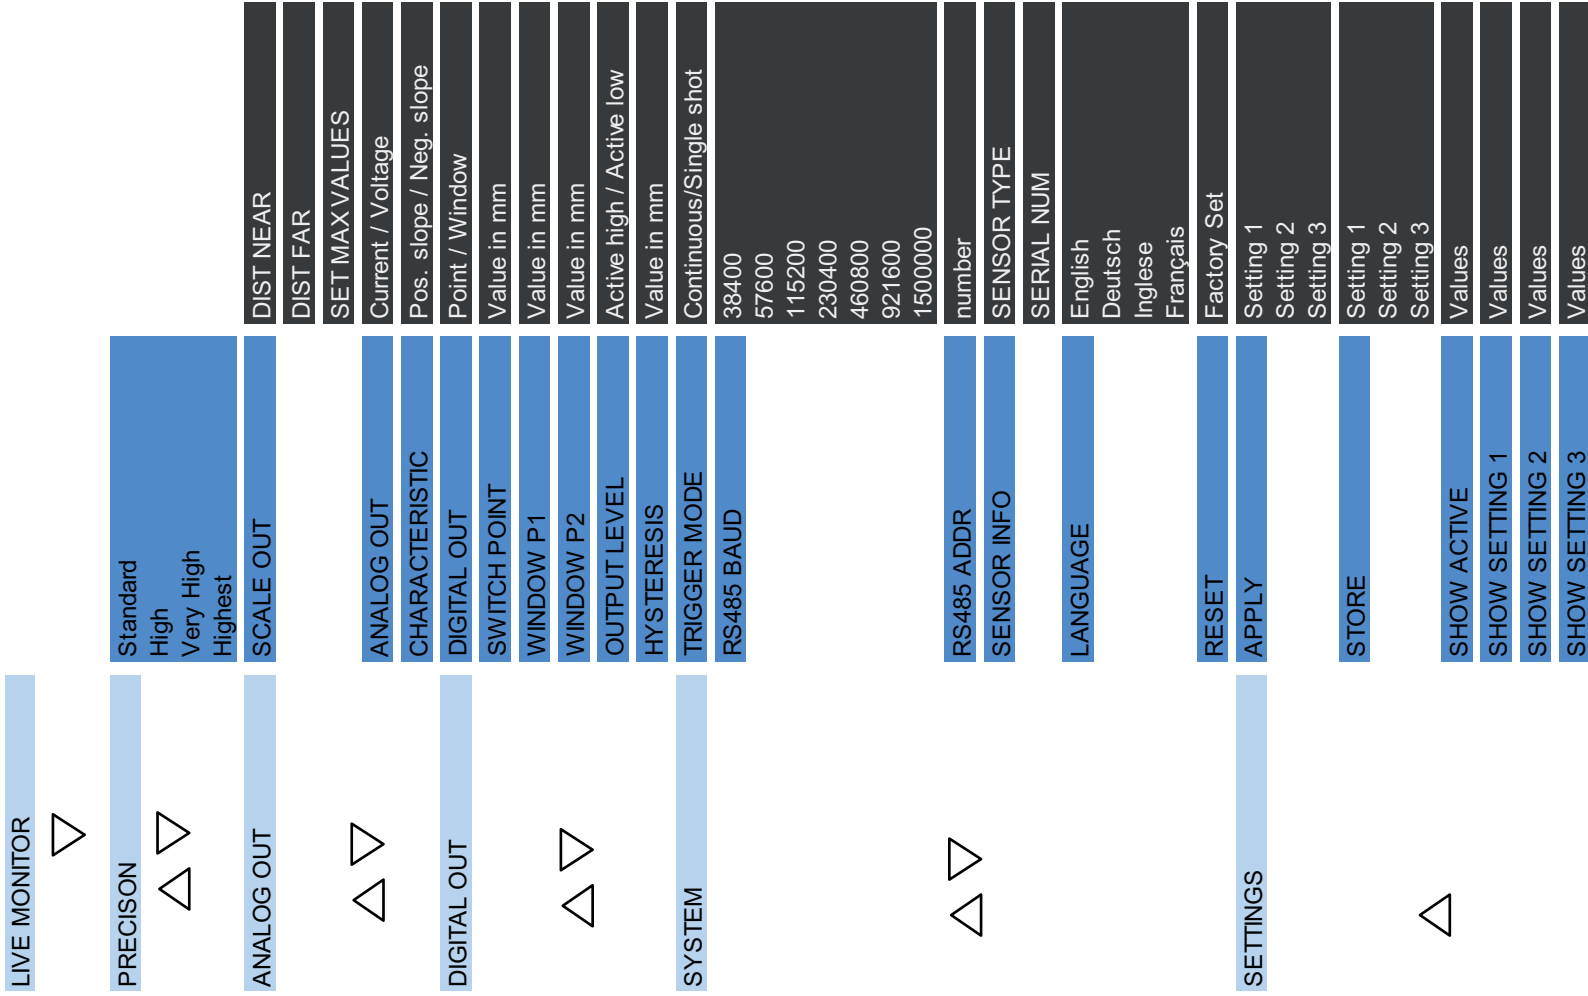 LIVE MONITOR
PRECISON
Standard
High
Very High
Highest
ANALOG OUT
SCALE OUT
DIST NEAR
DIST FAR
SET MAX VALUES
ANALOG OUT
Current / Voltage
CHARACTERISTIC
Pos. slope / Neg. slope
DIGITAL OUT
DIGITAL OUT
Point / Window
SWITCH POINT
Value in mm
WINDOW P1
Value in mm
WINDOW P2
Value in mm
OUTPUT LEVEL
Active high / Active low
HYSTERESIS
Value in mm
SYSTEM
TRIGGER MODE
Continuous/Single shot
RS485 BAUD
38400
57600
115200
230400
460800
921600
1500000
RS485 ADDR
number
SENSOR INFO
SENSOR TYPE
SERIAL NUM
LANGUAGE
English
Deutsch
Inglese
Français
RESET
Factory Set
SETTINGS
APPLY
Setting 1
Setting 2
Setting 3
STORE
Setting 1
Setting 2
Setting 3
SHOW ACTIVE
Values
SHOW SETTING 1
Values
SHOW SETTING 2
Values
SHOW SETTING 3
Values